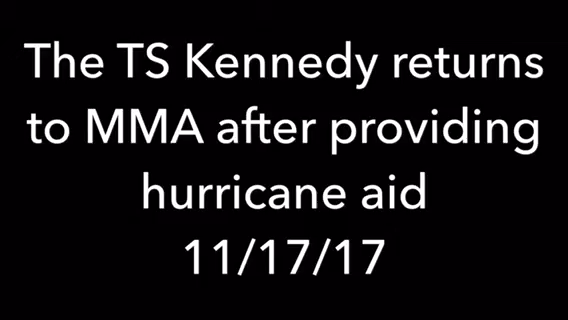 The TS Kennedy returns
to MMA after providing
hurricane aid
11/17/17